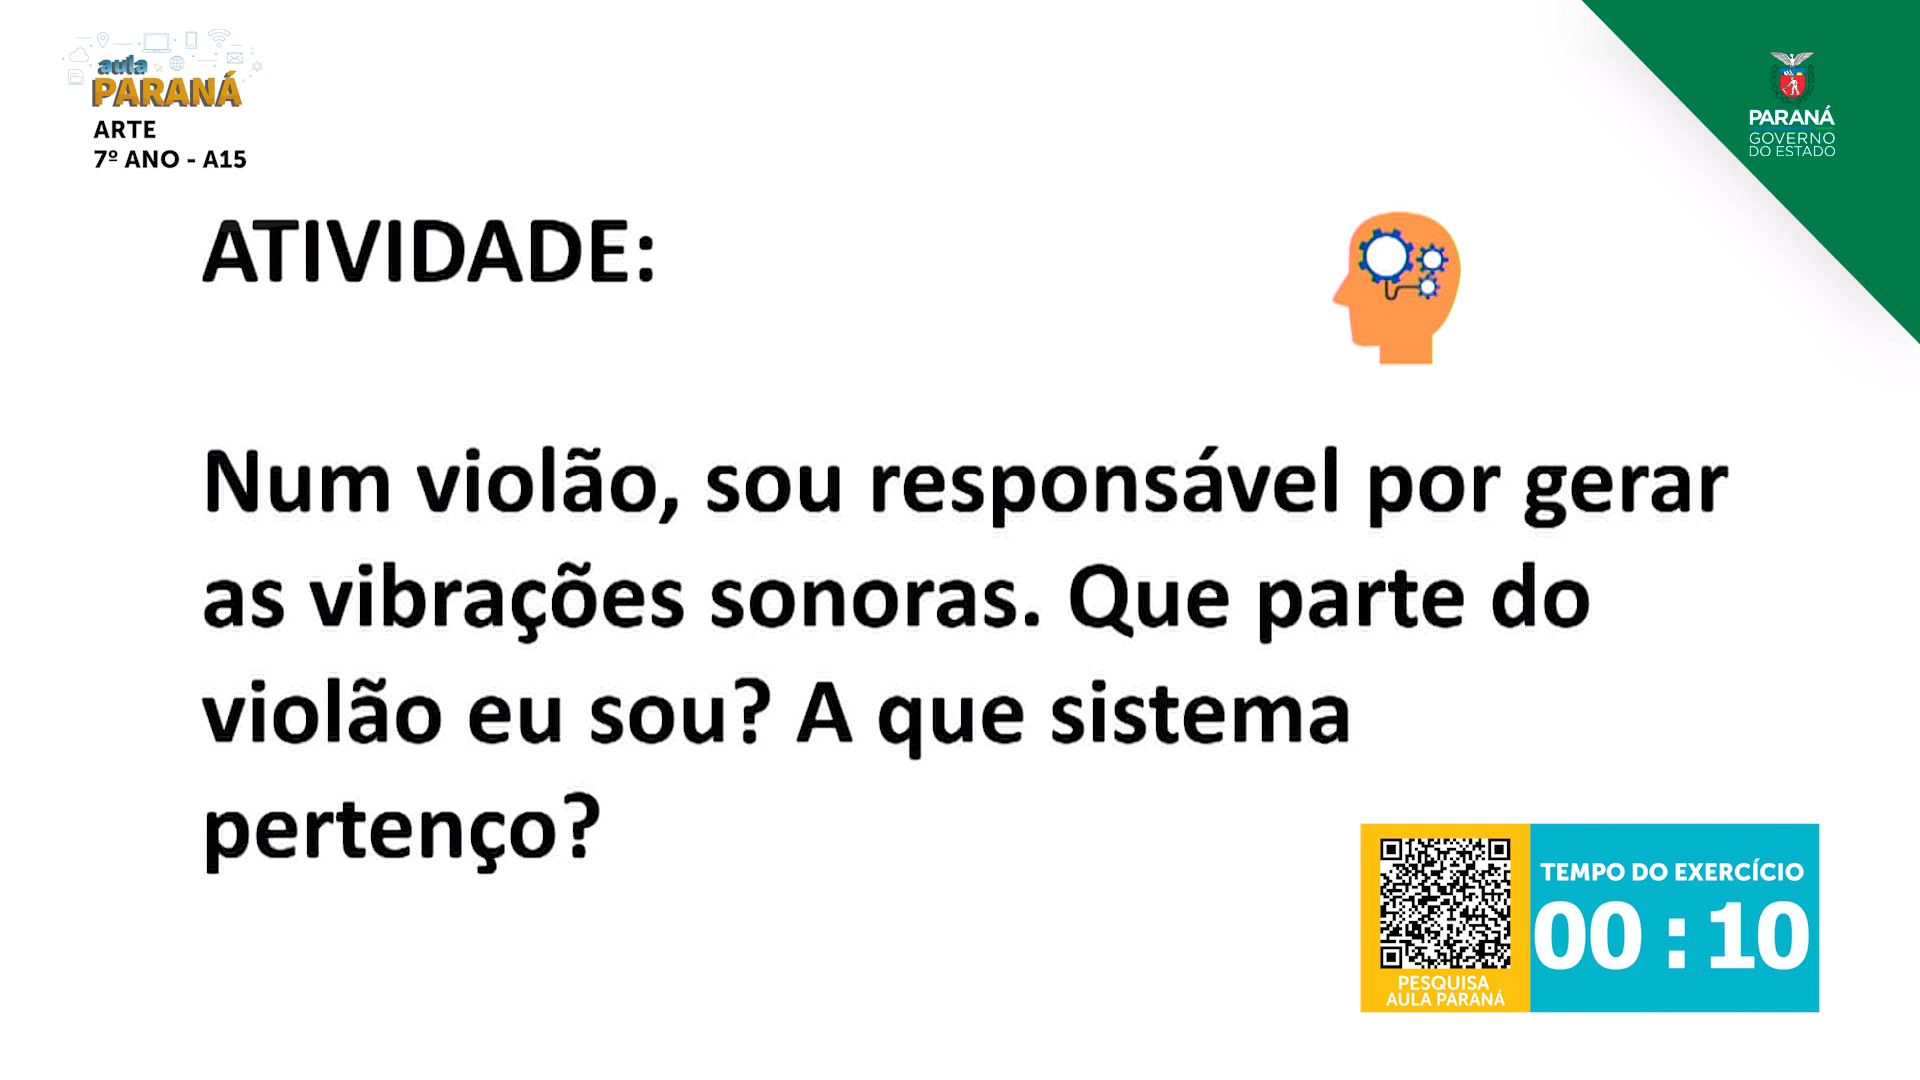 aula
PARANÁ
ARTE
7º ANO - A15
PARANÁ
GOVERNO
DO ESTADO
ATIVIDADE:
Num violão, sou responsável por gerar
as vibrações sonoras. Que parte do
violão eu sou? A que sistema
pertenço?
TEMPO DO EXERCÍCIO
00 : 10
PESQUISA
AULA PARANÁ